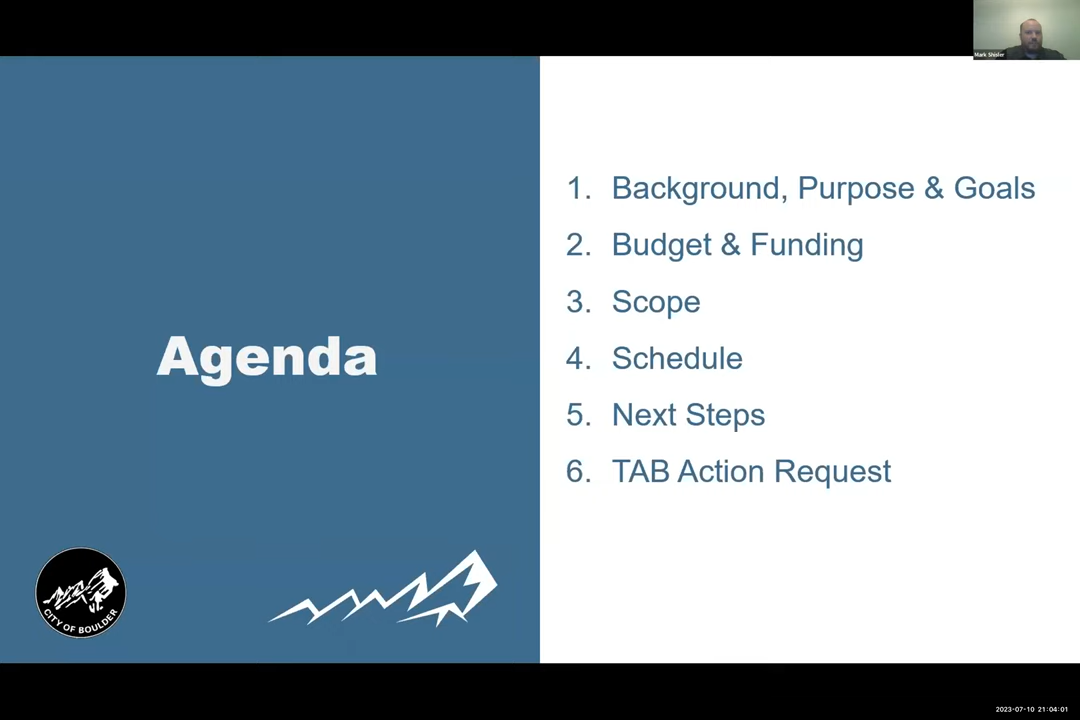 Mark Shisler
Agenda
1. Background, Purpose & Goals
2. Budget & Funding
3. Scope
4. Schedule
5. Next Steps
6. TAB Action Request
CITY OF BOULDER
2023-07-10 21:04:01